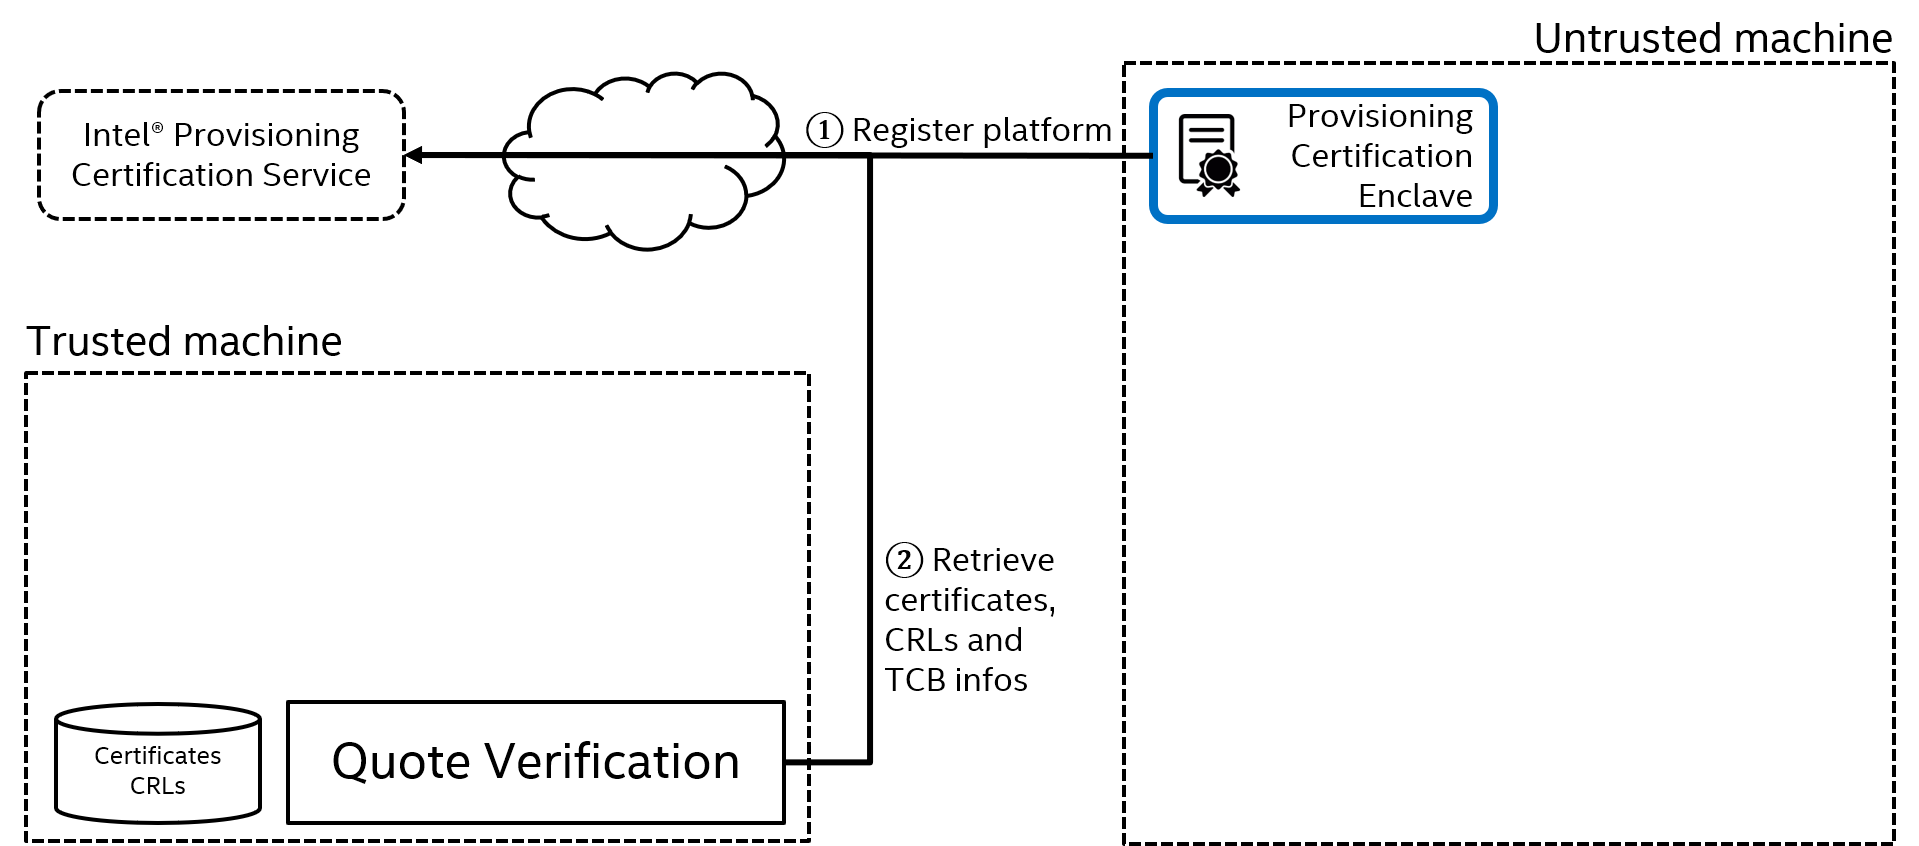 Untrusted machine
Intel® Provisioning
Certification Service
① Register platform
Provisioning
Certification
Enclave
Trusted machine
② Retrieve
certificates,
CRLs and
TCB infos
Certificates
CRLs
Quote Verification